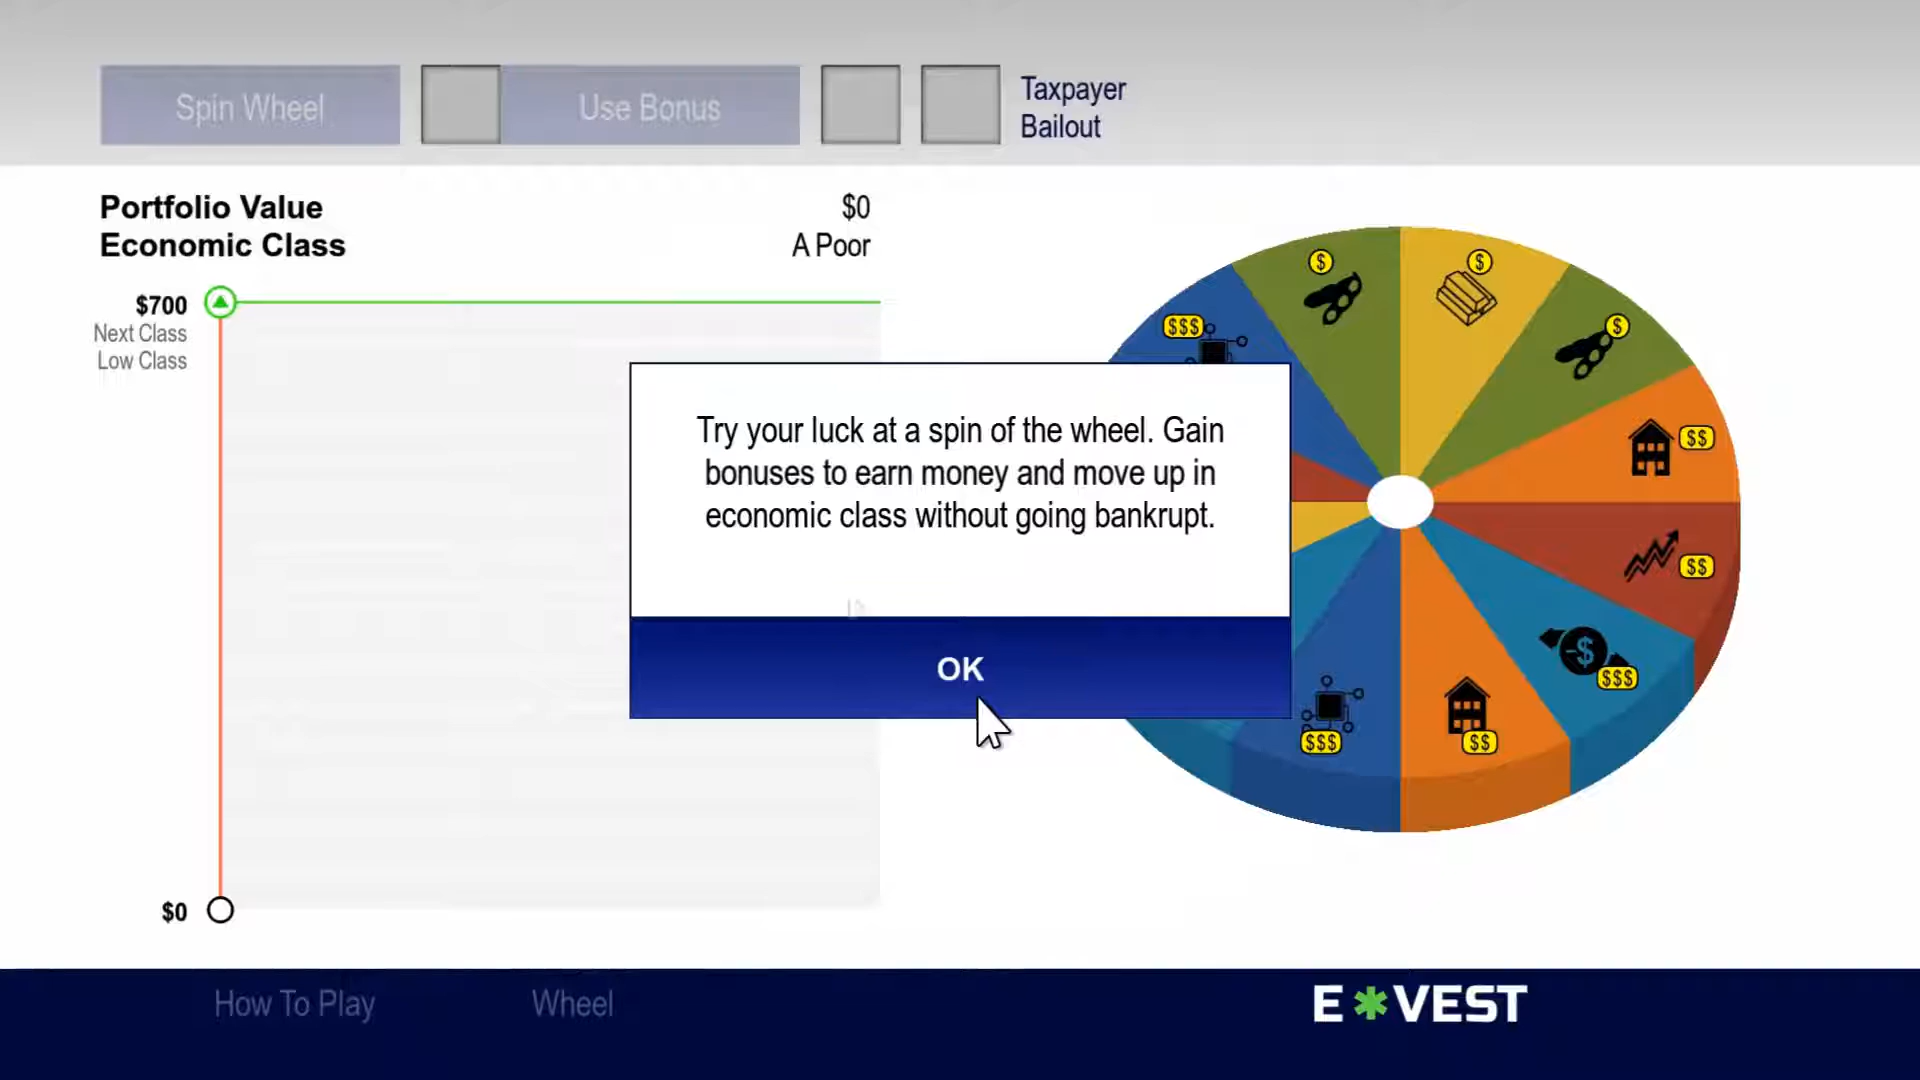 Spin Wheel
Use Bonus
Taxpayer
Bailout
Portfolio Value $0
Economic Class A Poor
$700
Next Class
Low Class
$
$
$
$$$
$$
$$
$$$
$$
$$$
-$
Try your luck at a spin of the wheel. Gain
bonuses to earn money and move up in
economic class without going bankrupt.
OK
$0
How To Play
Wheel
E*VEST